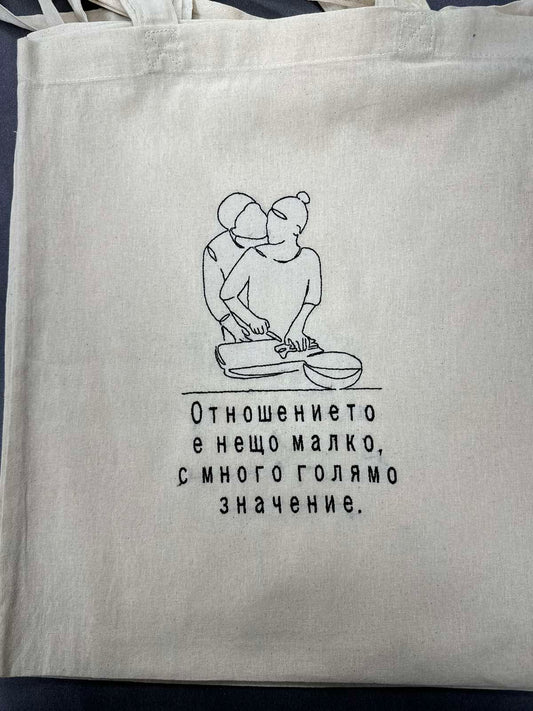 Отношението
е нещо малко,
с много голямо
значение.